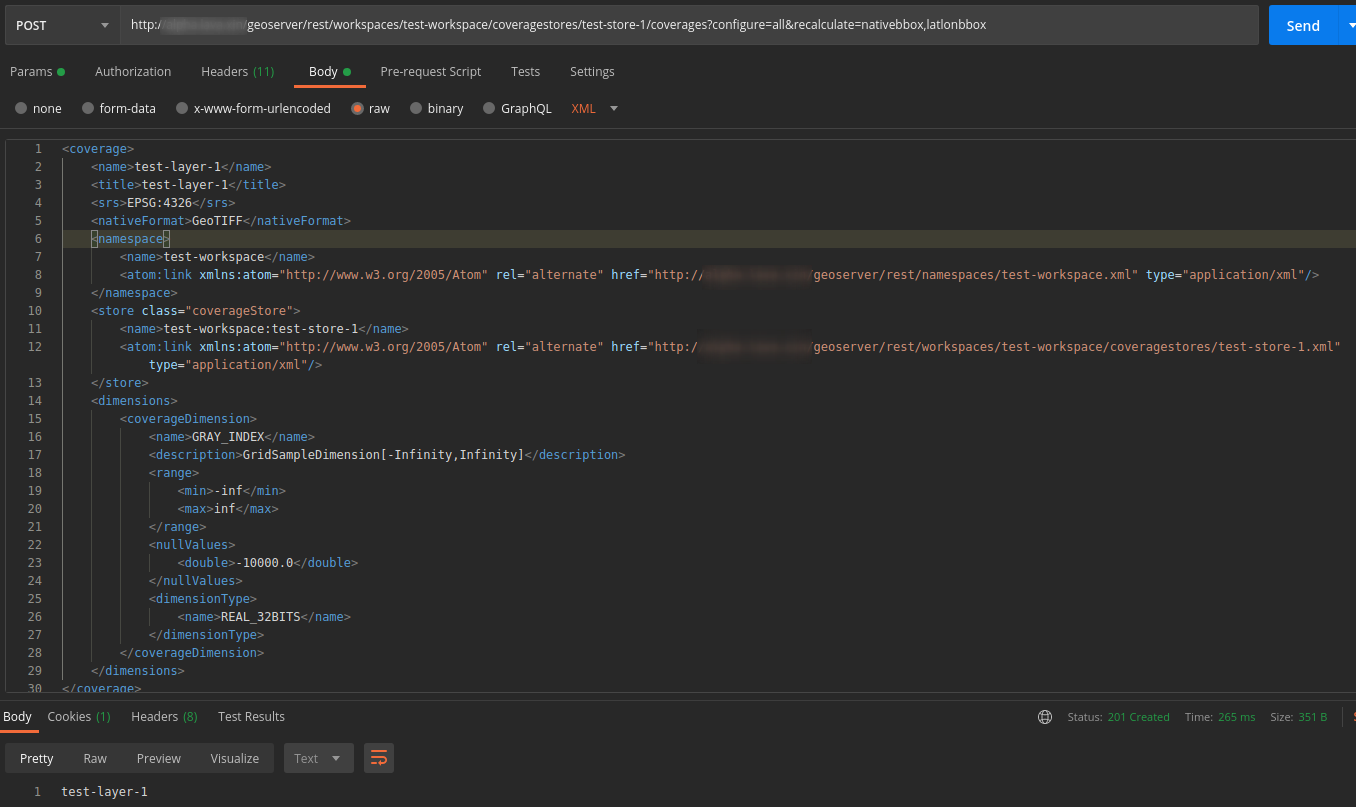 POST http:/ geoserver/rest/workspaces/test-workspace/coveragestores/test-store-1/coverages?configure=all&recalculate=nativebbox,latlonbbox Send
Params Authorization Headers (11) Body Pre-request Script Tests Settings
none form-data x-www-form-urlencoded raw binary GraphQL XML
1 <coverage>
2 <name>test-layer-1</name>
3 <title>test-layer-1</title>
4 <srs>EPSG:4326</srs>
5 <nativeFormat>GeoTIFF</nativeFormat>
6 <namespace>
7 <name>test-workspace</name>
8 <atom:link xmlns:atom="http://www.w3.org/2005/Atom" rel="alternate" href="http:// /geoserver/rest/namespaces/test-workspace.xml" type="application/xml"/>
9 </namespace>
10 <store class="coverageStore">
11 <name>test-workspace:test-store-1</name>
12 <atom:link xmlns:atom="http://www.w3.org/2005/Atom" rel="alternate" href="http:/ /geoserver/rest/workspaces/test-workspace/coveragestores/test-store-1.xml"
type="application/xml"/>
13 </store>
14 <dimensions>
15 <coverageDimension>
16 <name>GRAY_INDEX</name>
17 <description>GridSampleDimension[-Infinity,Infinity]</description>
18 <range>
19 <min>-inf</min>
20 <max>inf</max>
21 </range>
22 <nullValues>
23 <double>-10000.0</double>
24 </nullValues>
25 <dimensionType>
26 <name>REAL_32BITS</name>
27 </dimensionType>
28 </coverageDimension>
29 </dimensions>
30 </coverage>
Body Cookies (1) Headers (8) Test Results Status: 201 Created Time: 265 ms Size: 351 B
Pretty Raw Preview Visualize Text
1 test-layer-1